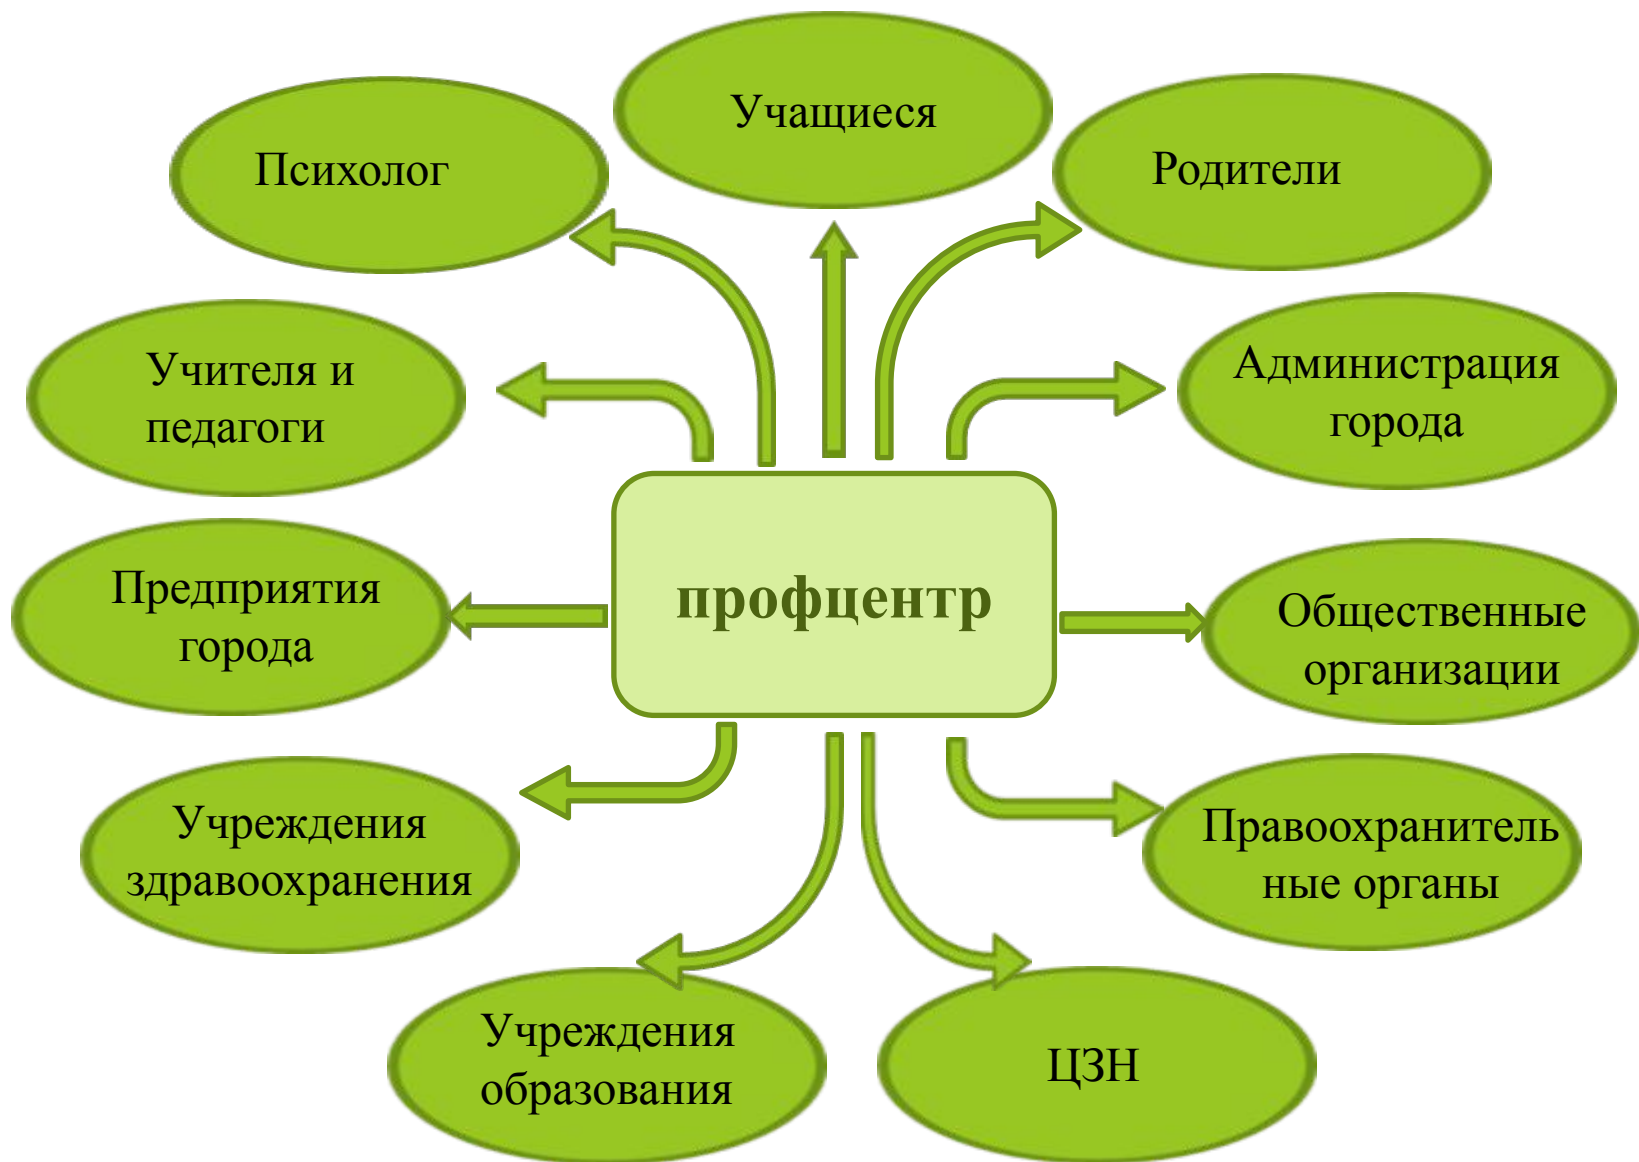 Учащиеся
Психолог
Родители
Учителя и
педагоги
Администрация
города
Предприятия
города
профцентр
Общественные
организации
Учреждения
здравоохранения
Правоохранитель
ные органы
Учреждения
образования
ЦЗН